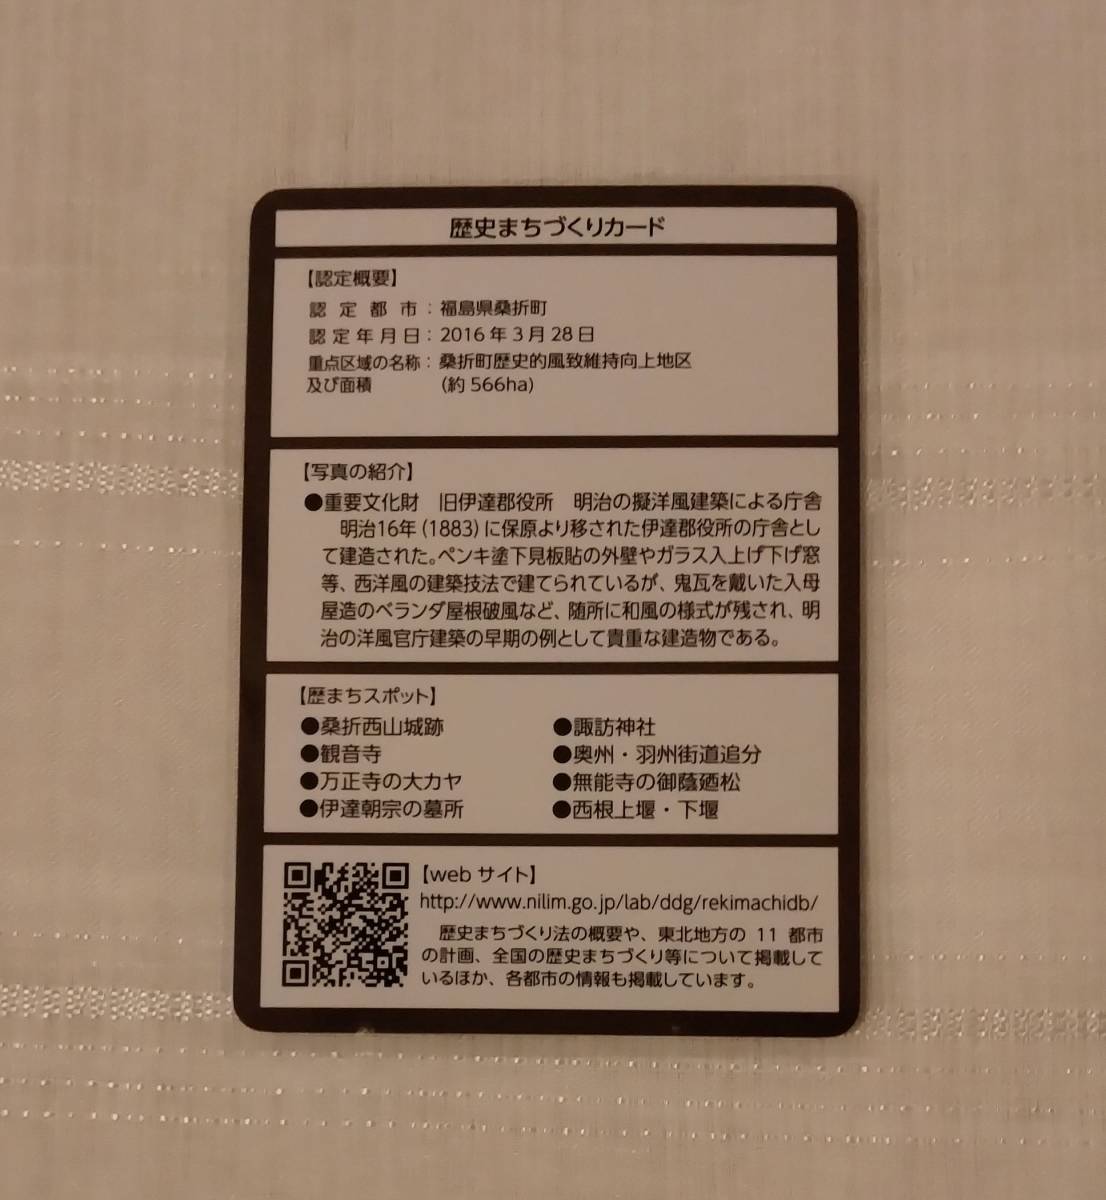 歴史まちづくりカード
【認定概要】
認定都市：福島県桑折町
認定年月日：2016年3月28日
重点区域の名称：桑折町歴史的風致維持向上地区
及び面積 (約566ha)
【写真の紹介】
●重要文化財 旧伊達郡役所 明治の擬洋風建築による庁舎
明治16年(1883)に保原より移された伊達郡役所の庁舎とし
て建造された。ペンキ塗下見板貼の外壁やガラス入上げ下げ窓
等、西洋風の建築技法で建てられているが、鬼瓦を戴いた入母
屋造のベランダ屋根破風など、随所に和風の様式が残され、明
治の洋風官庁建築の早期の例として貴重な建造物である。
【歴まちスポット】
●桑折西山城跡 ●諏訪神社
●観音寺 ●奥州・羽州街道追分
●万正寺の大カヤ ●無能寺の御蔭廼松
●伊達朝宗の墓所 ●西根上堰・下堰
【webサイト】
http://www.nilim.go.jp/lab/ddg/rekimachidb/
歴史まちづくり法の概要や、東北地方の11都市
の計画、全国の歴史まちづくり等について掲載して
いるほか、各都市の情報も掲載しています。